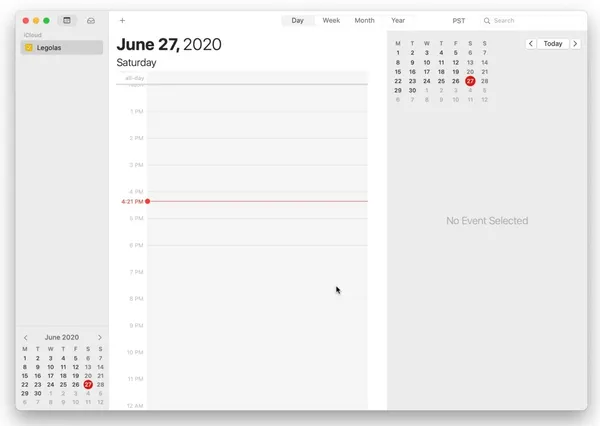 Day Week Month Year PST Search
iCloud
Legolas
June 27, 2020
Saturday
all-day
1 PM
2 PM
3 PM
4 PM
4:21 PM
5 PM
6 PM
7 PM
8 PM
9 PM
10 PM
11 PM
12 AM
June 2020
M T W T F S S
1 2 3 4 5 6 7
8 9 10 11 12 13 14
15 16 17 18 19 20 21
22 23 24 25 26 27 28
29 30 1 2 3 4 5
6 7 8 9 10 11 12
Today
M T W T F S S
1 2 3 4 5 6 7
8 9 10 11 12 13 14
15 16 17 18 19 20 21
22 23 24 25 26 27 28
29 30 1 2 3 4 5
6 7 8 9 10 11 12
No Event Selected